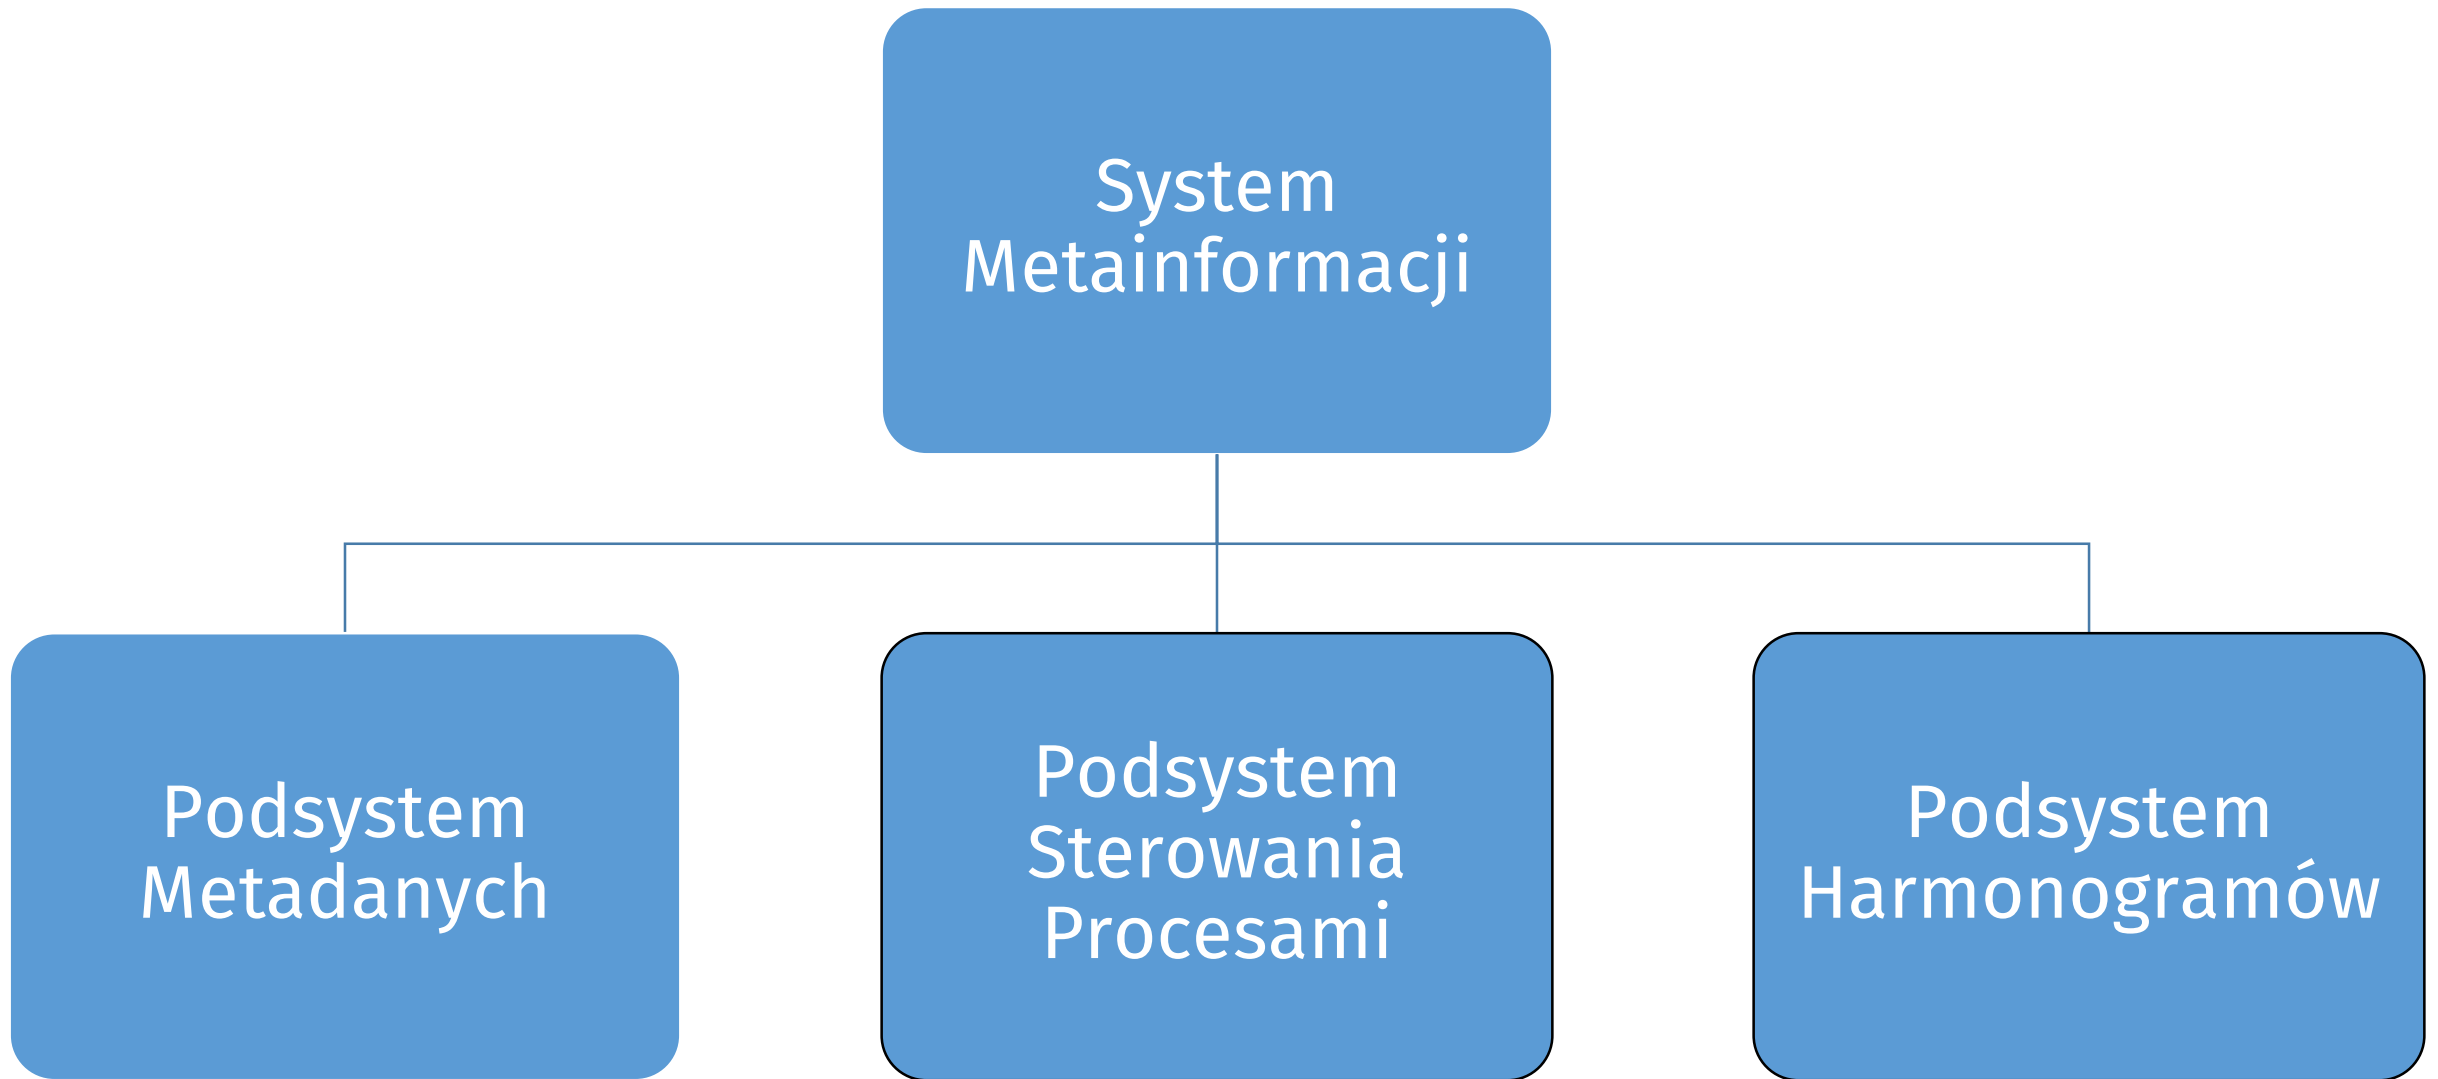 System
Metainformacji
Podsystem
Metadanych
Podsystem
Sterowania
Procesami
Podsystem
Harmonogramów